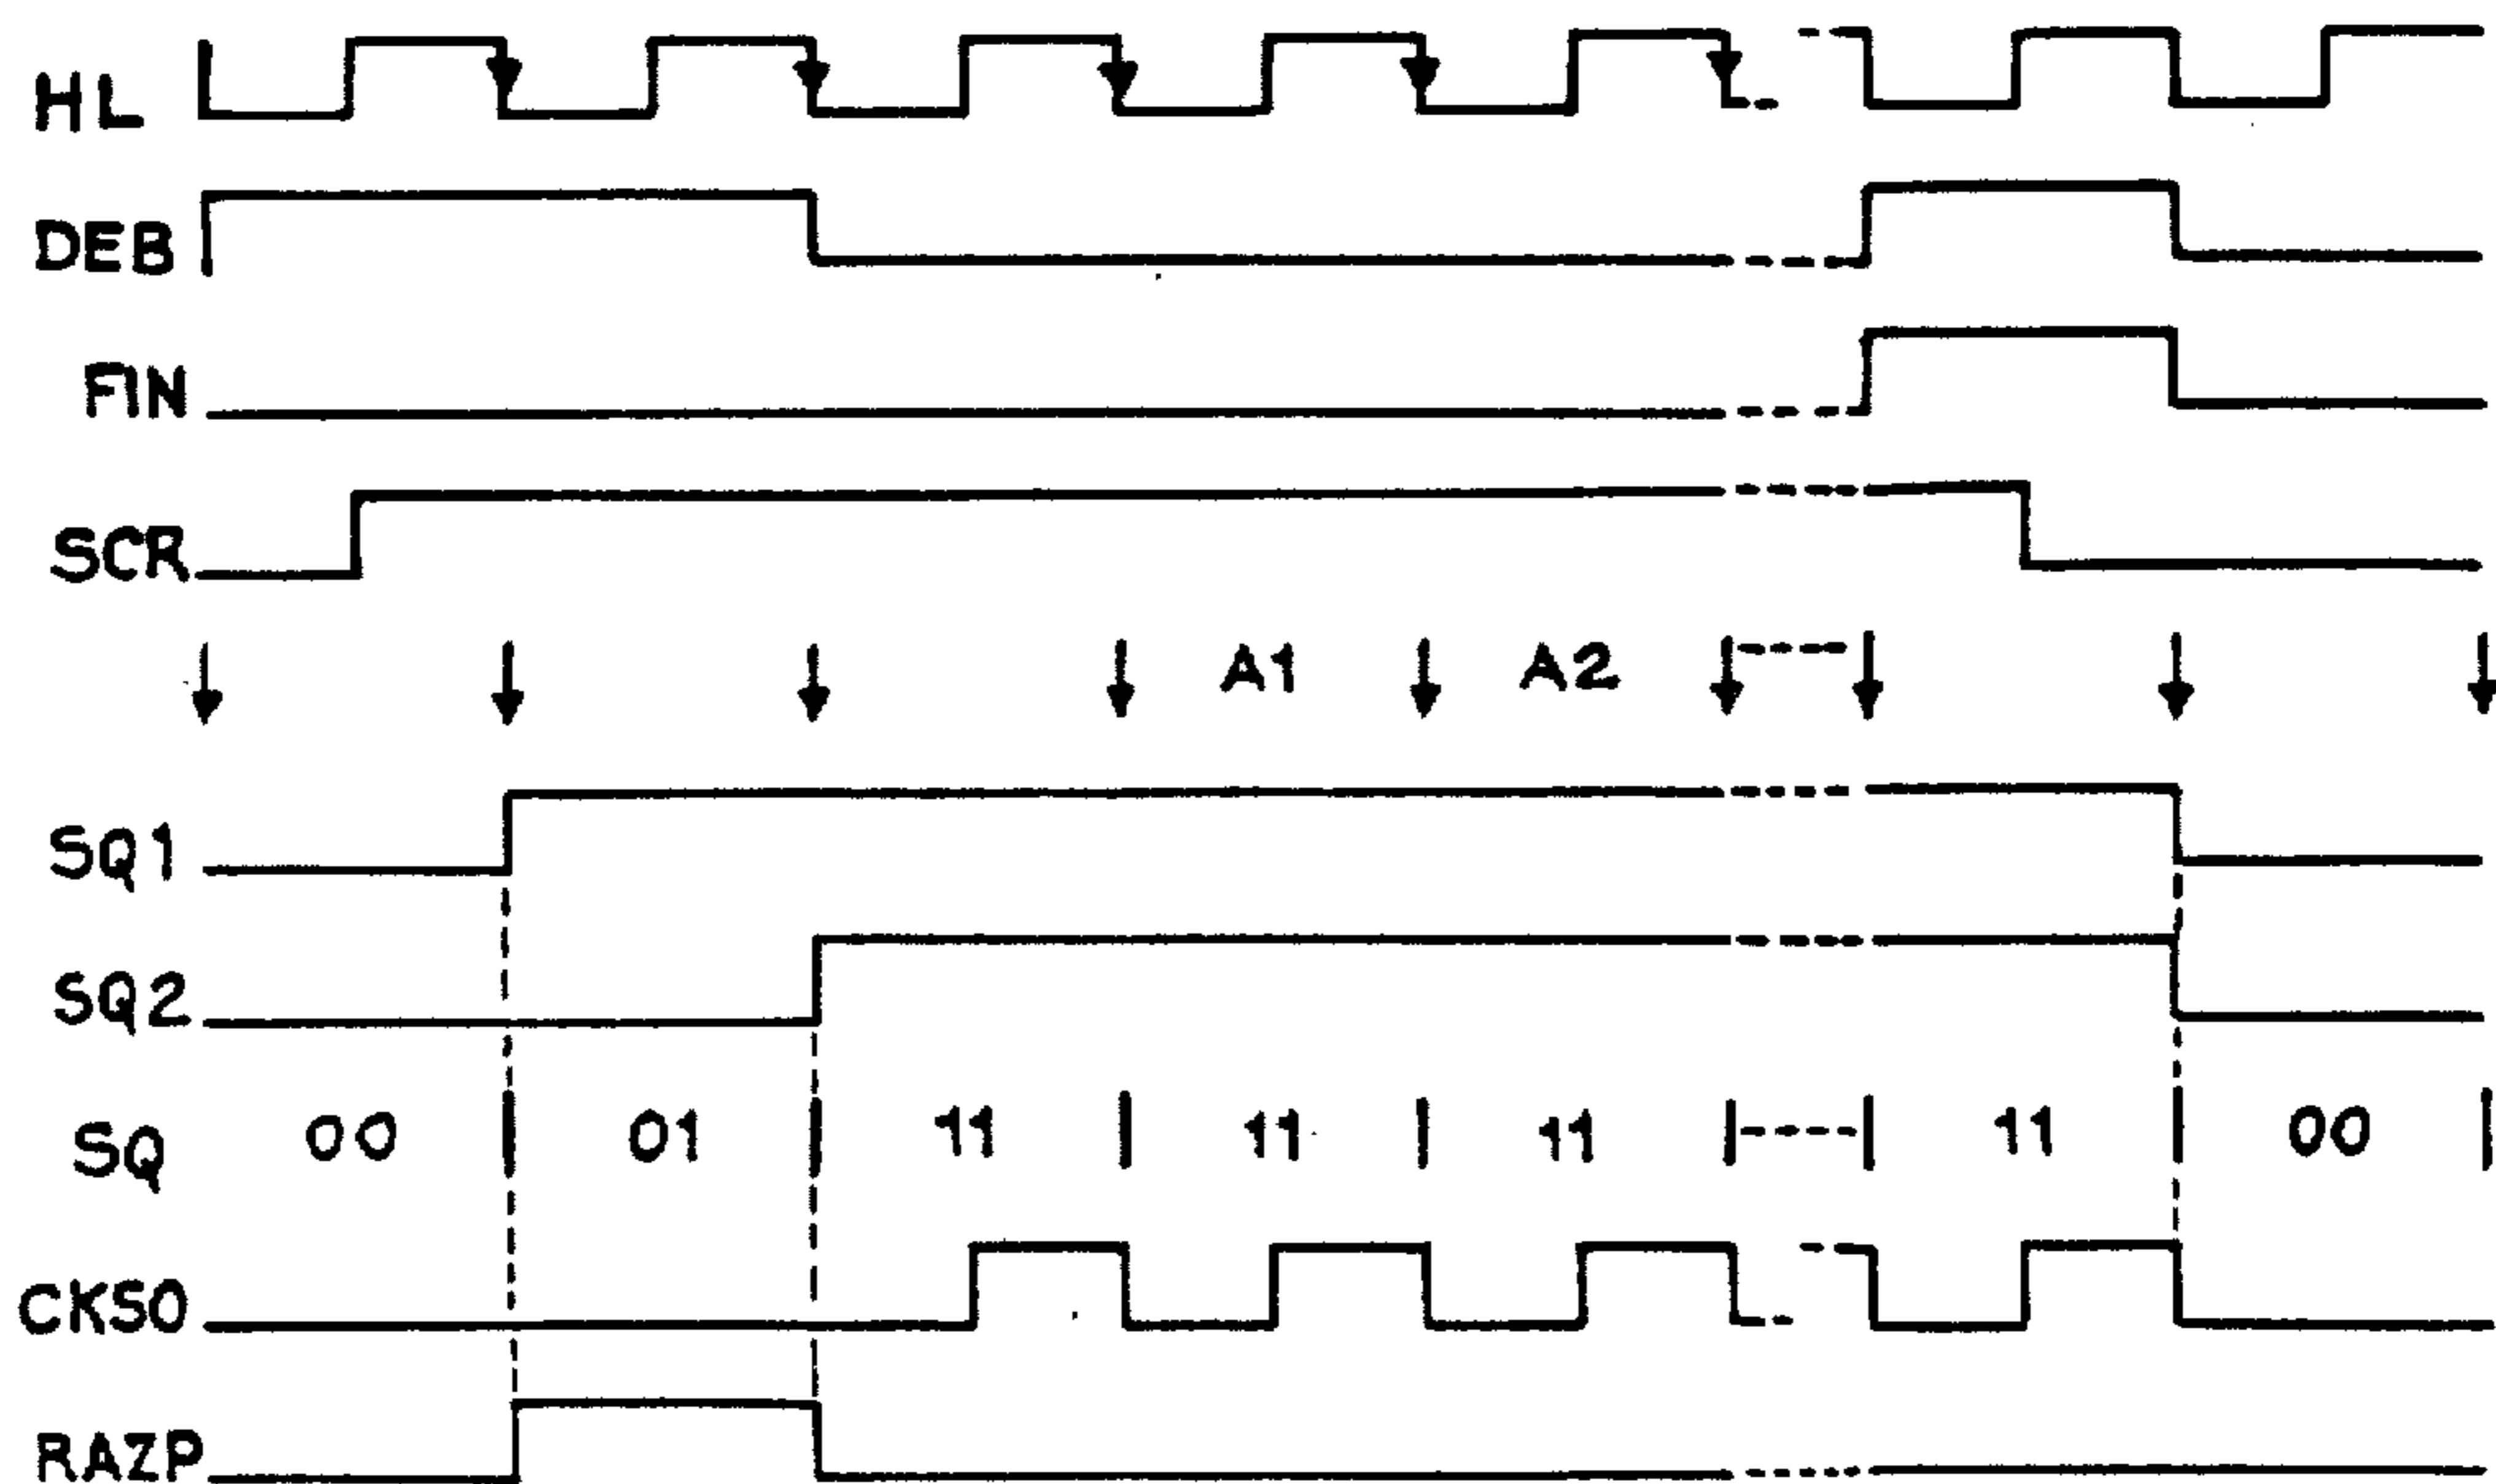 HL
DEB
FIN
SCR
A1 A2
SQ1
SQ2
SQ 00 01 11 11 11 11 00
CKSO
RAZP